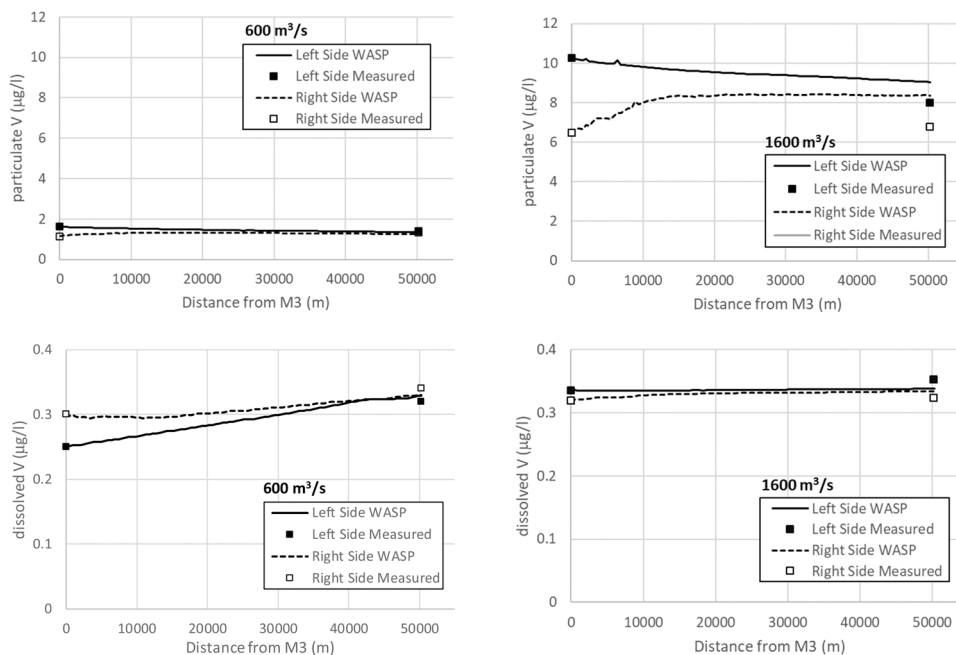 600 m³/s
Left Side WASP
Left Side Measured
Right Side WASP
Right Side Measured
particulate V (µg/l)
12
10
8
6
4
2
0
0 10000 20000 30000 40000 50000
Distance from M3 (m)
1600 m³/s
Left Side WASP
Left Side Measured
Right Side WASP
Right Side Measured
particulate V (µg/l)
12
10
8
6
4
2
0
0 10000 20000 30000 40000 50000
Distance from M3 (m)
600 m³/s
Left Side WASP
Left Side Measured
Right Side WASP
Right Side Measured
dissolved V (µg/l)
0.4
0.3
0.2
0.1
0
0 10000 20000 30000 40000 50000
Distance from M3 (m)
1600 m³/s
Left Side WASP
Left Side Measured
Right Side WASP
Right Side Measured
dissolved V (µg/l)
0.4
0.3
0.2
0.1
0
0 10000 20000 30000 40000 50000
Distance from M3 (m)